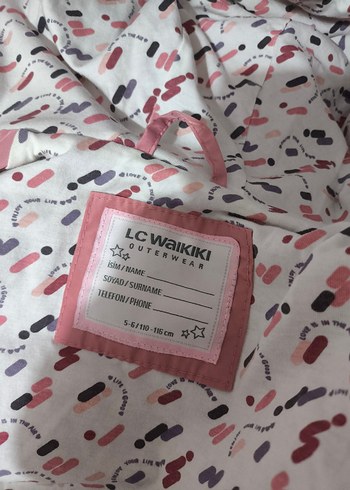 LC WAIKIKI
OUTERWEAR
İSİM / NAME
SOYAD / SURNAME
TELEFON / PHONE
5-6 / 110 - 116 cm